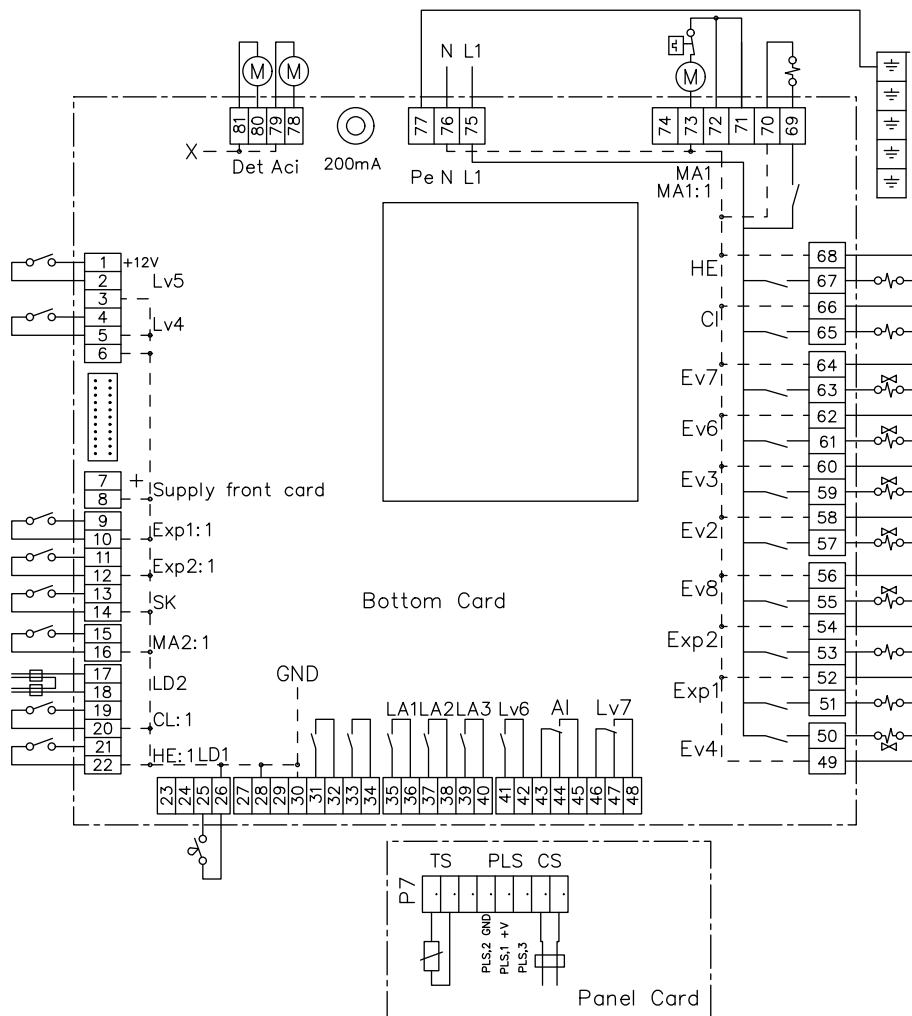 N L1
M M M
81 80 79 78
77 76 75
74 73 72 71 70 69
X
Det Aci
200mA
Pe N L1
MA1
MA1:1
1 +12V
2 Lv5
3
4
5 Lv4
6
7 +
8 Supply front card
9
10 Exp1:1
11
12 Exp2:1
13
14 SK
15
16 MA2:1
17
18 LD2
19
20 CL:1
21
22 HE:1 LD1
HE 68
67
CI 66
65
64
Ev7 63
62
Ev6 61
60
Ev3 59
58
Ev2 57
56
Ev8 55
54
Exp2 53
52
Exp1 51
50
Ev4 49
Bottom Card
GND
LA1 LA2 LA3 Lv6 AI Lv7
23 24 25 26
27 28 29 30 31 32 33 34
35 36 37 38 39 40
41 42 43 44 45 46 47 48
TS PLS CS
P7
PLS,2 GND
PLS,1 +V
PLS,3
Panel Card